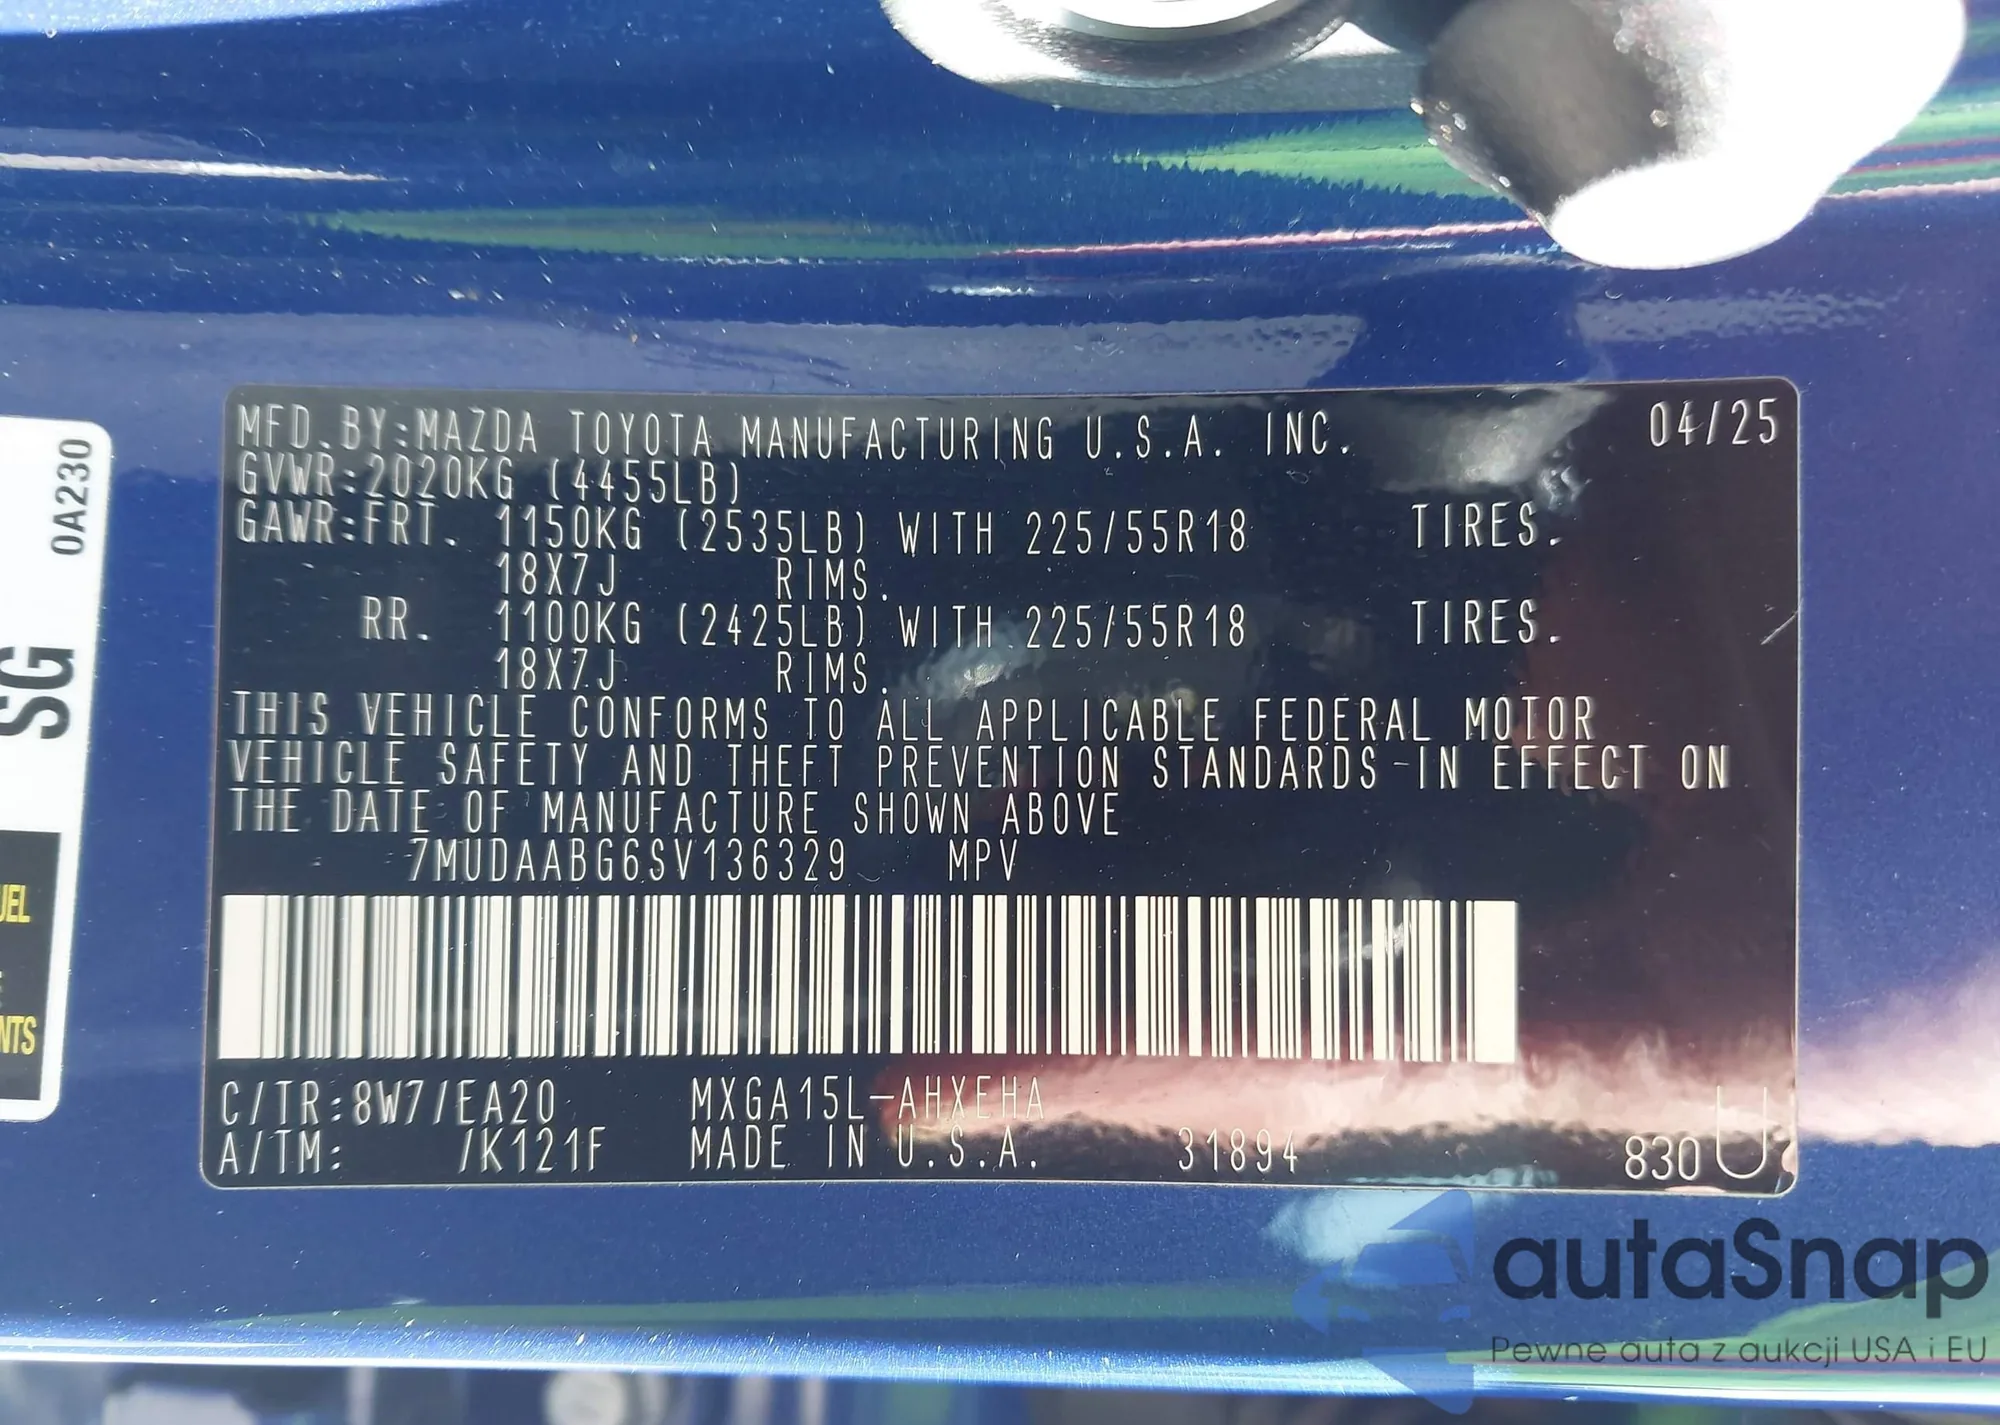 MFD.BY:MAZDA TOYOTA MANUFACTURING U.S.A. INC. 04/25
GVWR:2020KG (4455LB)
GAWR:FRT. 1150KG (2535LB) WITH 225/55R18 TIRES.
18X7J RIMS.
RR. 1100KG (2425LB) WITH 225/55R18 TIRES.
18X7J RIMS.
THIS VEHICLE CONFORMS TO ALL APPLICABLE FEDERAL MOTOR
VEHICLE SAFETY AND THEFT PREVENTION STANDARDS IN EFFECT ON
THE DATE OF MANUFACTURE SHOWN ABOVE
7MUDAABG6SV136329 MPV
C/TR:8W7/EA20 MXGA15L-AHXEHA
A/TM: /K121F MADE IN U.S.A. 31894 830 U
0A230
SG
UEL
NTS
autaSnap
Pewne auta z aukcji USA i EU